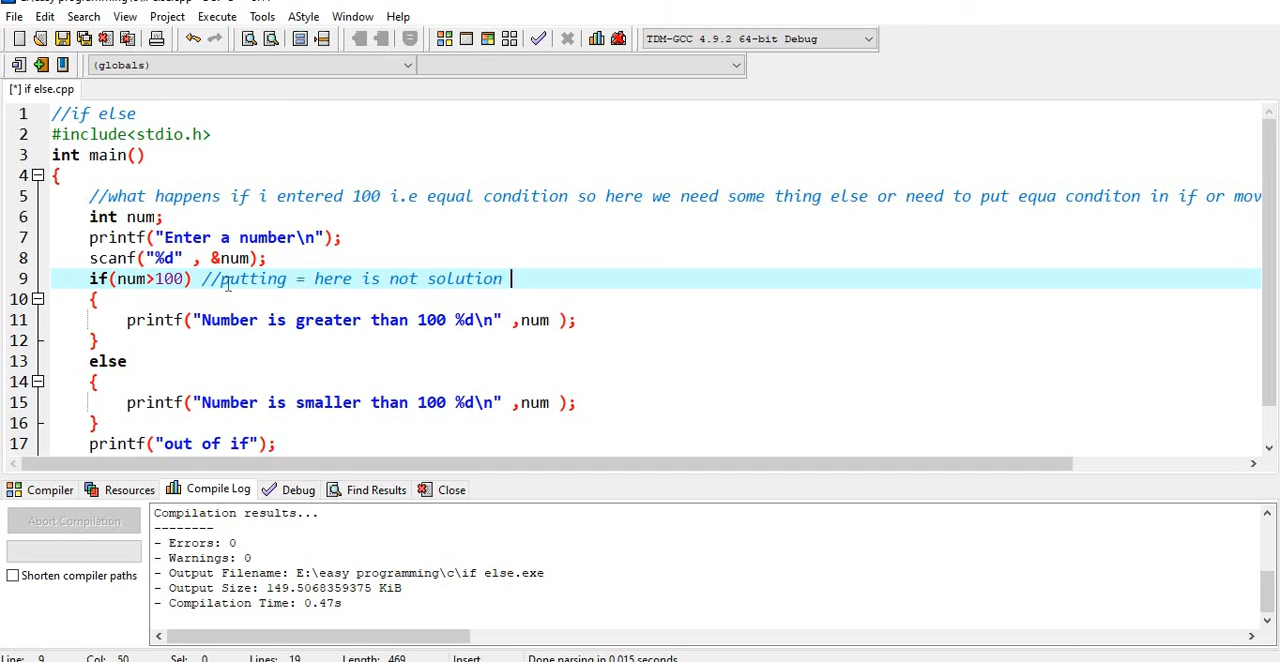 File Edit Search View Project Execute Tools AStyle Window Help
TDM-GCC 4.9.2 64-bit Debug
(globals)
[*] if else.cpp
1 //if else
2 #include<stdio.h>
3 int main()
4 {
5 //what happens if i entered 100 i.e equal condition so here we need some thing else or need to put equa conditon in if or mov
6 int num;
7 printf("Enter a number\n");
8 scanf("%d" , &num);
9 if(num>100) //putting = here is not solution
10 {
11 printf("Number is greater than 100 %d\n" ,num );
12 }
13 else
14 {
15 printf("Number is smaller than 100 %d\n" ,num );
16 }
17 printf("out of if");
Compiler Resources Compile Log Debug Find Results Close
Abort Compilation
Shorten compiler paths
Compilation results...
--------
- Errors: 0
- Warnings: 0
- Output Filename: E:\easy programming\c\if else.exe
- Output Size: 149.5068359375 KiB
- Compilation Time: 0.47s
Line: 9 Col: 50 Sel: 0 Lines: 19 Length: 469 Insert Done parsing in 0.015 seconds